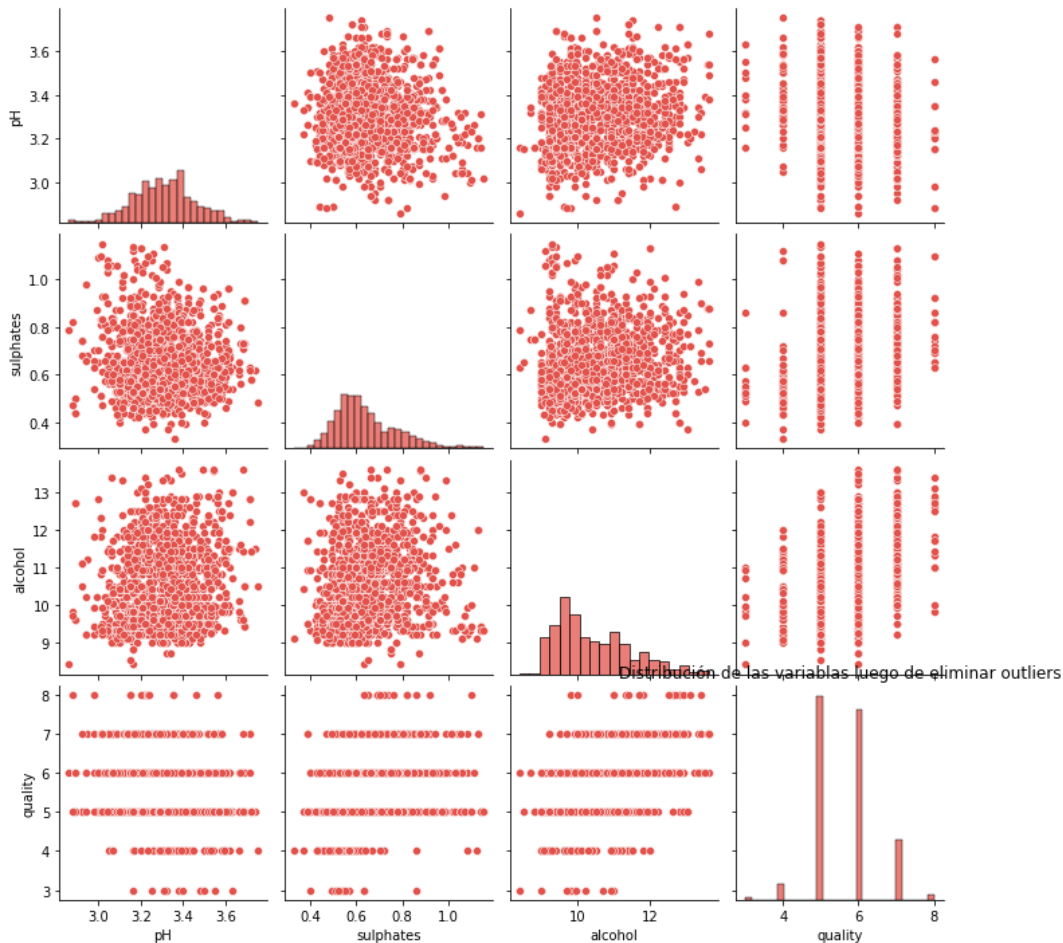 3.6
3.4
3.2
3.0
pH
1.0
0.8
0.6
0.4
sulphates
13
12
11
10
9
alcohol
Distribución de las variables luego de eliminar outliers
8
7
6
5
4
3
quality
3.0 3.2 3.4 3.6
0.4 0.6 0.8 1.0
10 12
4 6 8
pH
sulphates
alcohol
quality